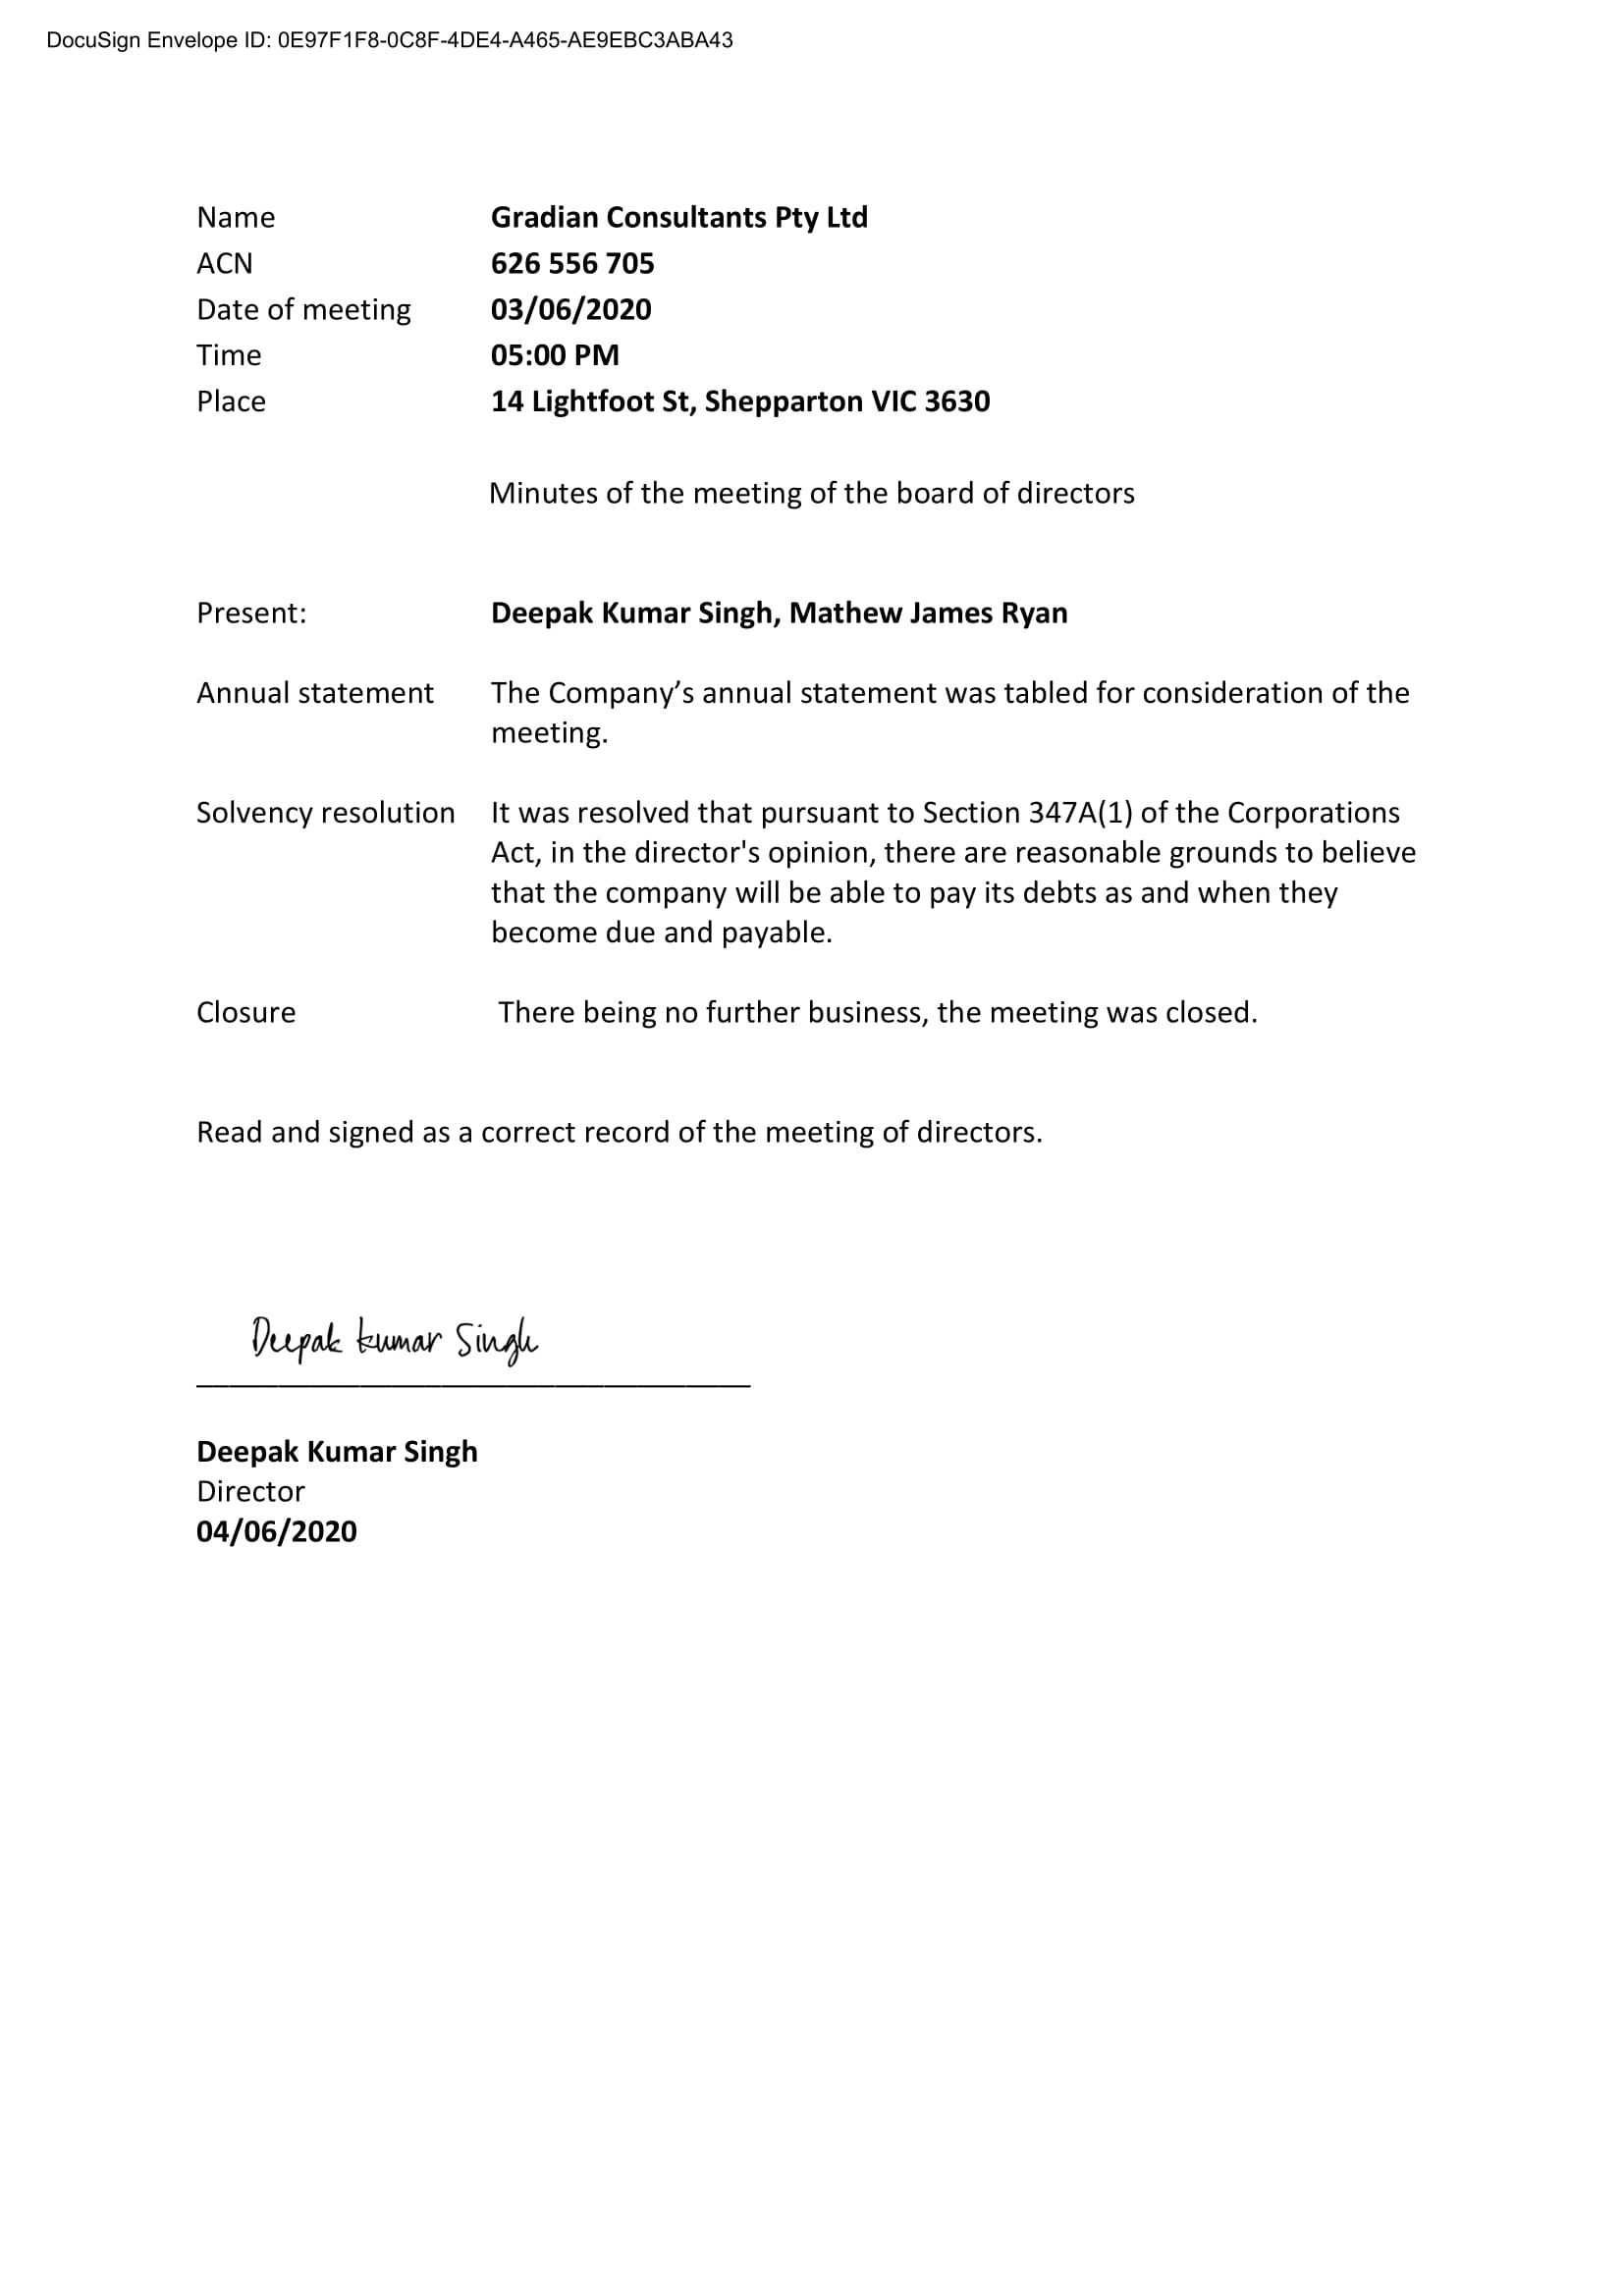 DocuSign Envelope ID: 0E97F1F8-0C8F-4DE4-A465-AE9EBC3ABA43
Name Gradian Consultants Pty Ltd
ACN 626 556 705
Date of meeting 03/06/2020
Time 05:00 PM
Place 14 Lightfoot St, Shepparton VIC 3630
Minutes of the meeting of the board of directors
Present: Deepak Kumar Singh, Mathew James Ryan
Annual statement The Company’s annual statement was tabled for consideration of the
meeting.
Solvency resolution It was resolved that pursuant to Section 347A(1) of the Corporations
Act, in the director's opinion, there are reasonable grounds to believe
that the company will be able to pay its debts as and when they
become due and payable.
Closure There being no further business, the meeting was closed.
Read and signed as a correct record of the meeting of directors.
Deepak kumar Singh
Deepak Kumar Singh
Director
04/06/2020